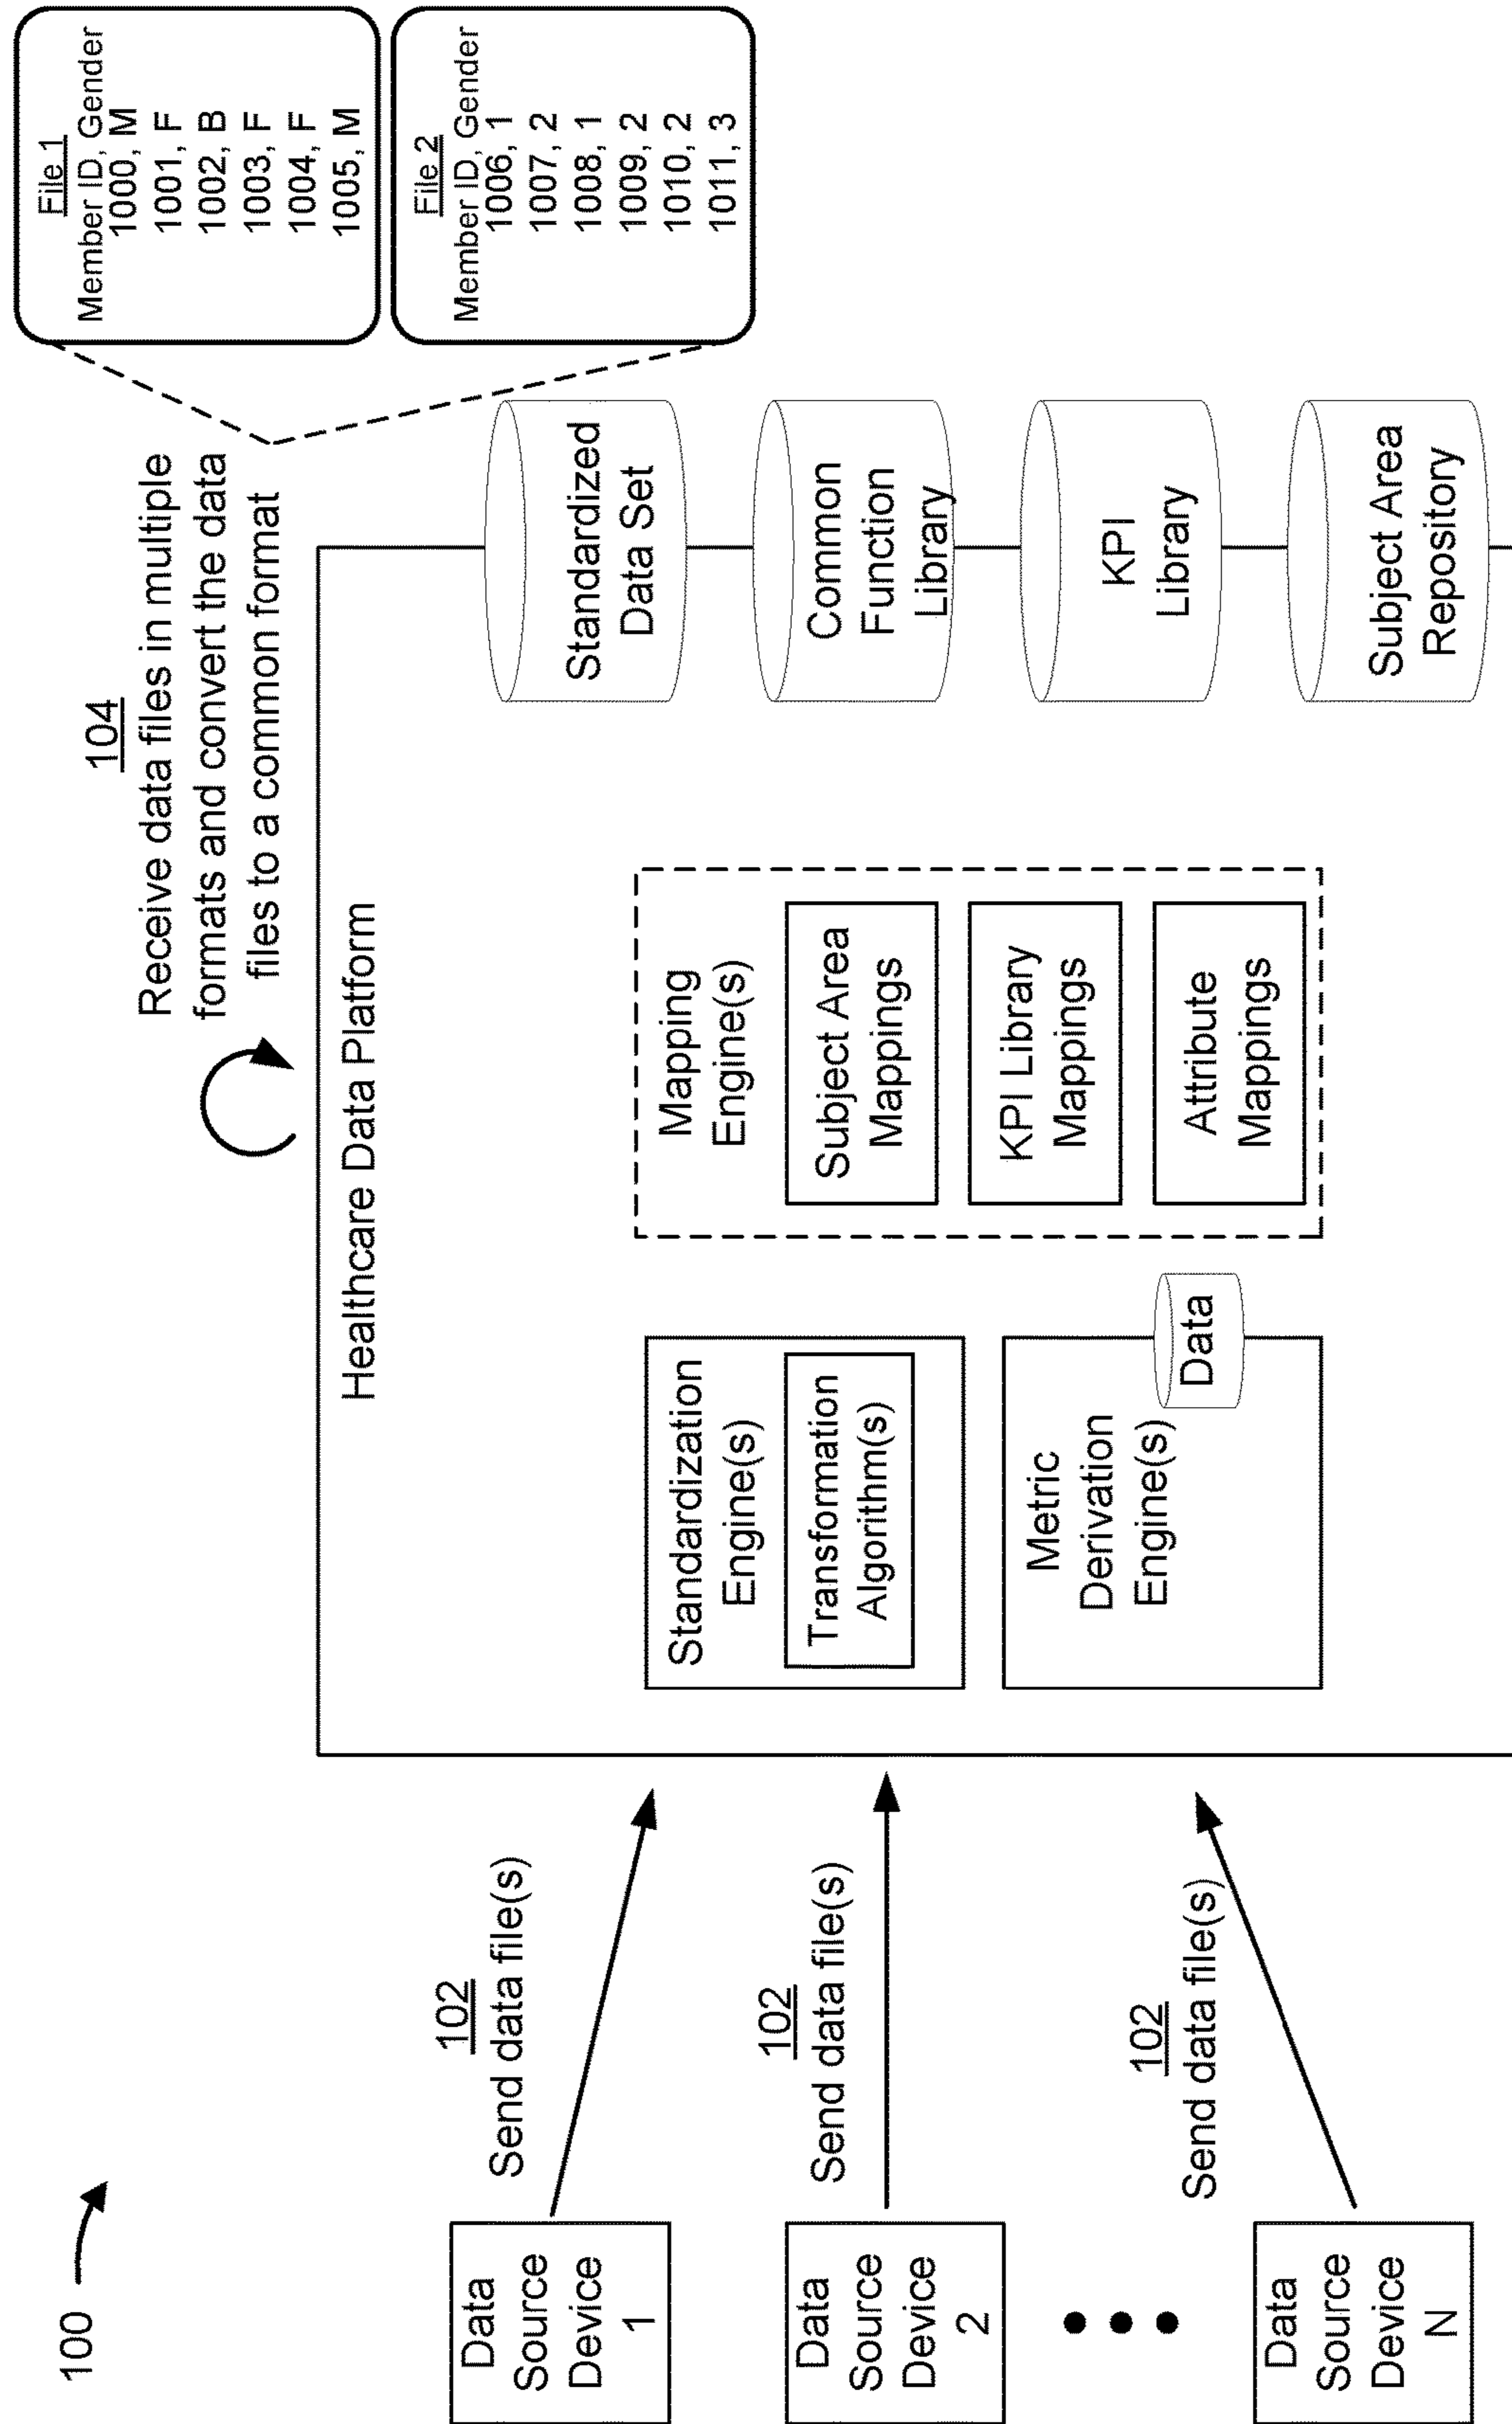 100
Data
Source
Device
1
Data
Source
Device
2
Data
Source
Device
N
102
Send data file(s)
102
Send data file(s)
102
Send data file(s)
104
Receive data files in multiple
formats and convert the data
files to a common format
Healthcare Data Platform
Standardization
Engine(s)
Transformation
Algorithm(s)
Metric
Derivation
Engine(s)
Data
Mapping
Engine(s)
Subject Area
Mappings
KPI Library
Mappings
Attribute
Mappings
Standardized
Data Set
Common
Function
Library
KPI
Library
Subject Area
Repository
File 1
Member ID, Gender
1000, M
1001, F
1002, B
1003, F
1004, F
1005, M
File 2
Member ID, Gender
1006, 1
1007, 2
1008, 1
1009, 2
1010, 2
1011, 3